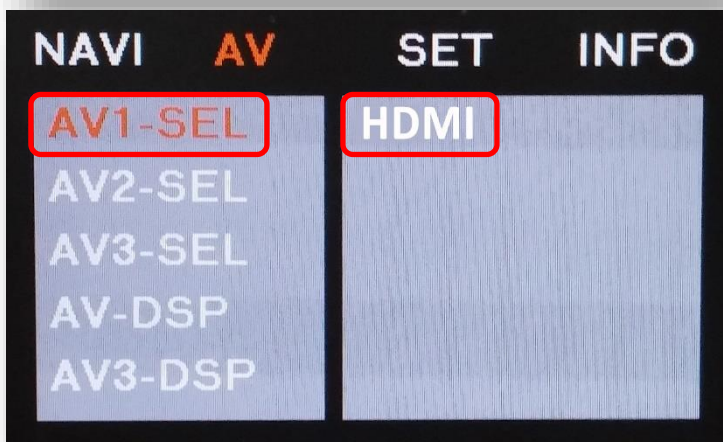 NAVI AV SET INFO
AV1-SEL HDMI
AV2-SEL
AV3-SEL
AV-DSP
AV3-DSP